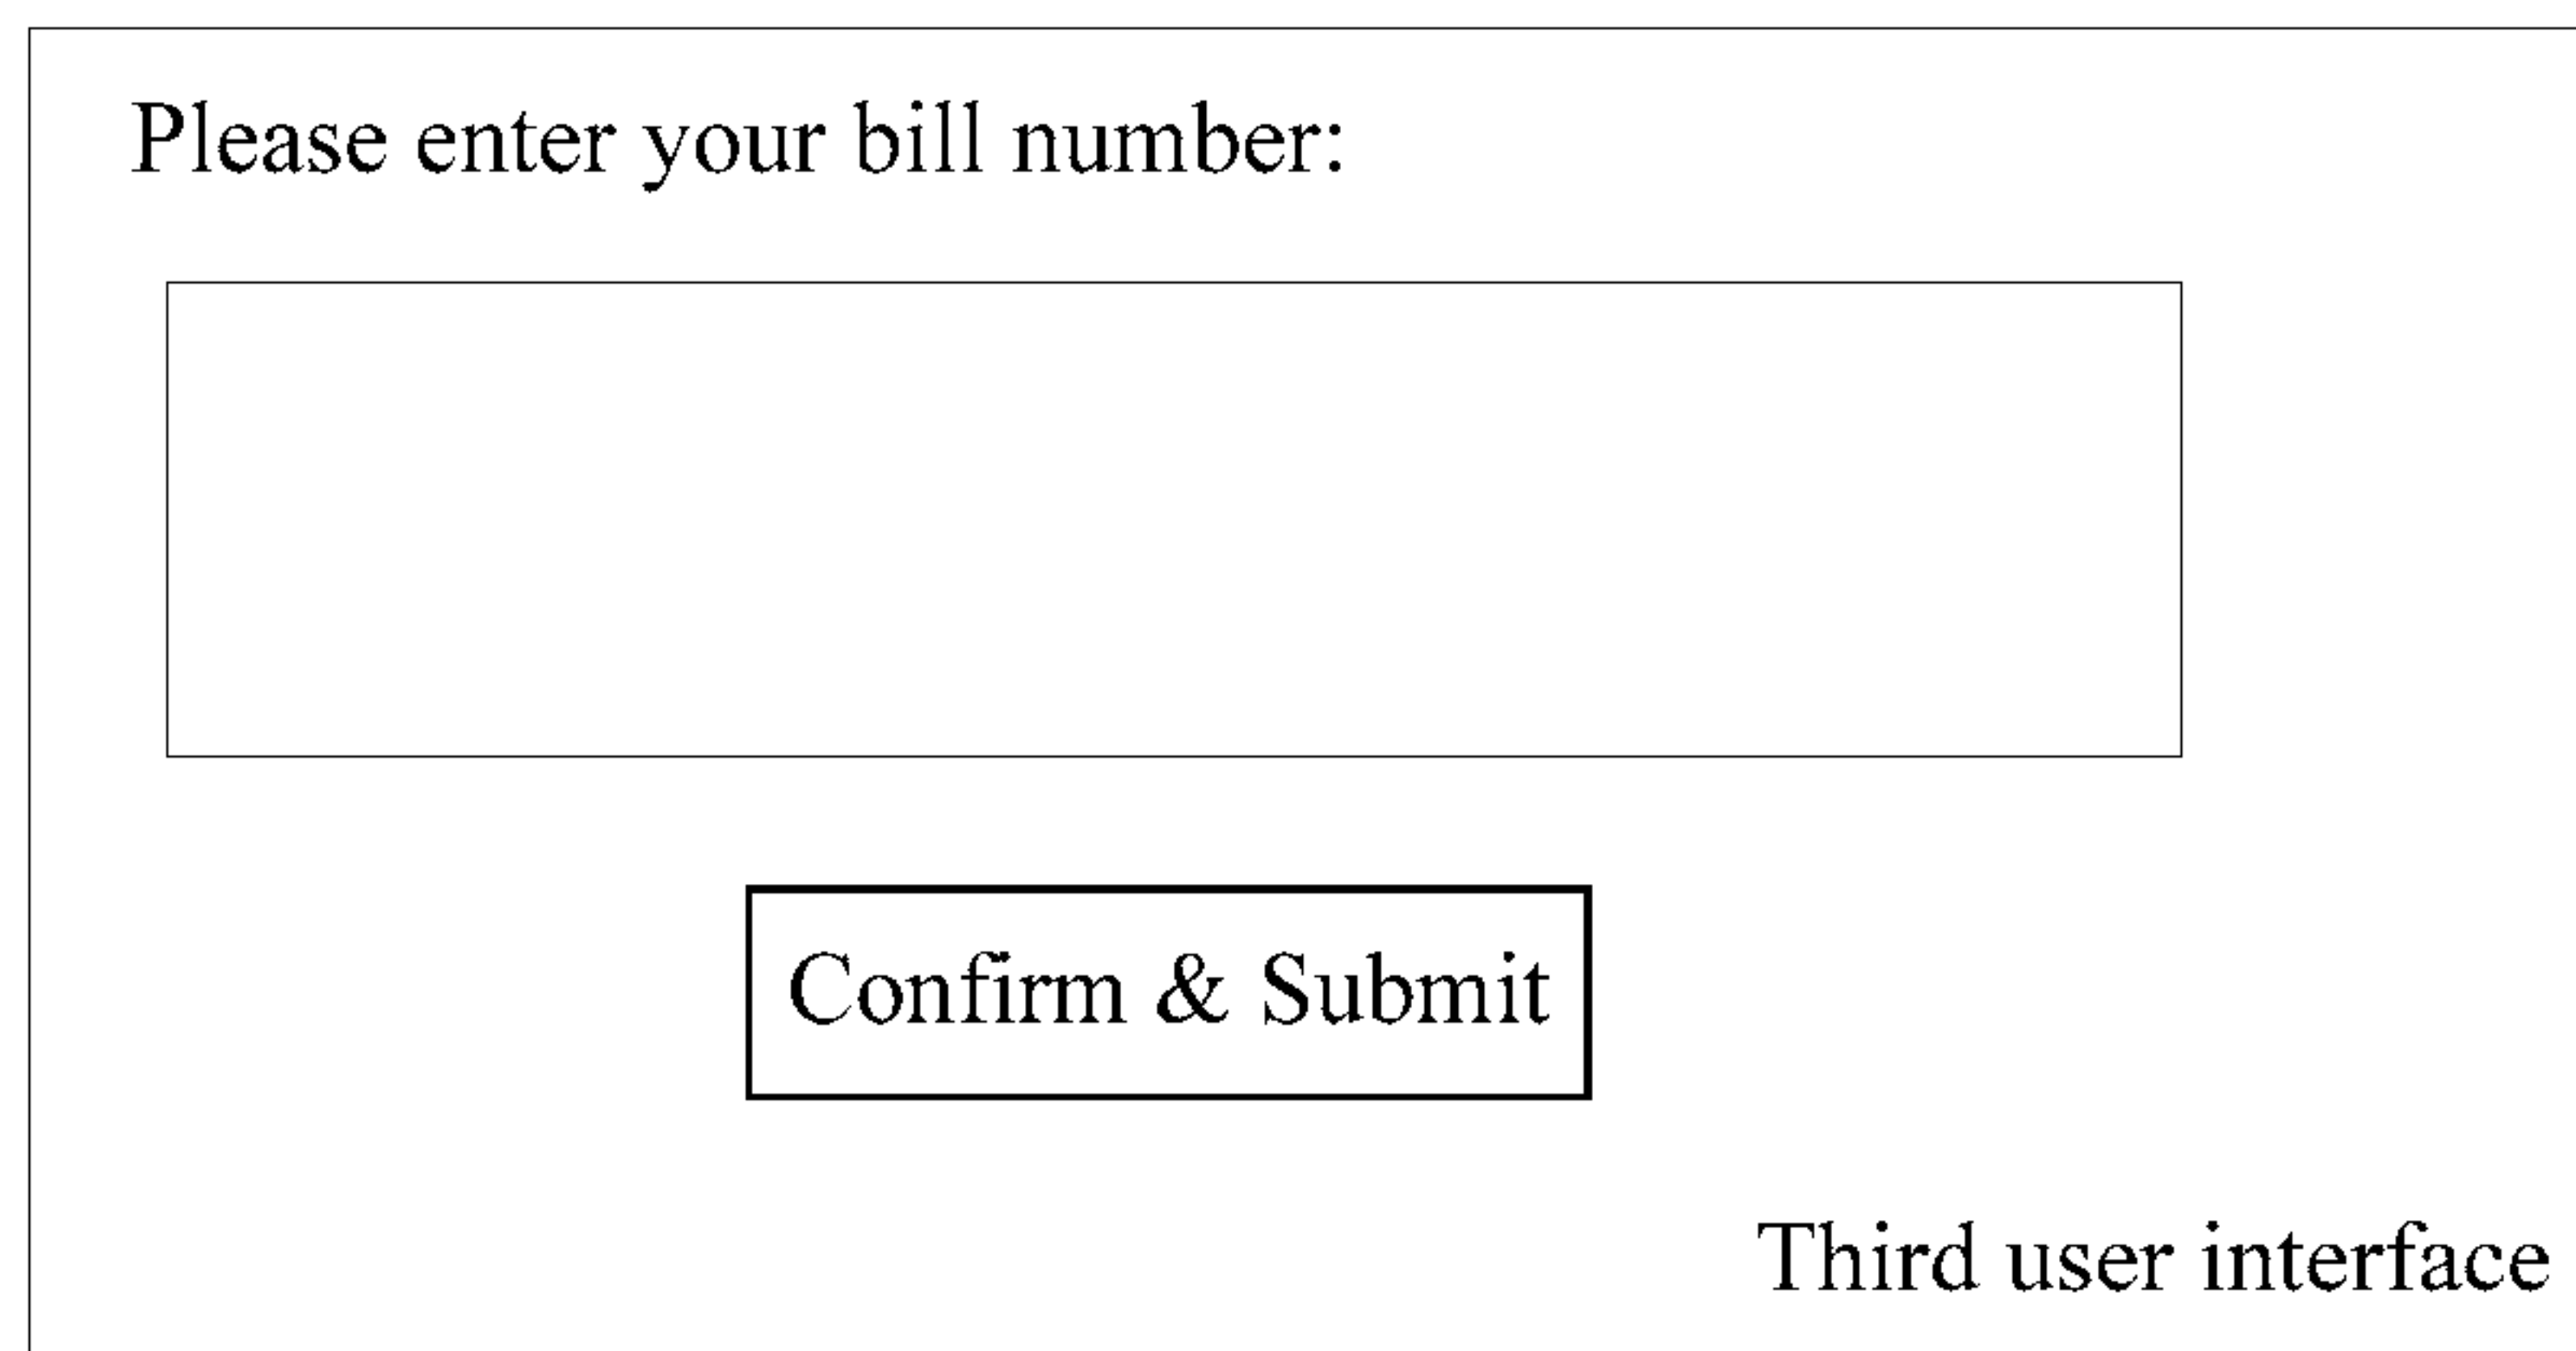 Please enter your bill number:
Confirm & Submit
Third user interface